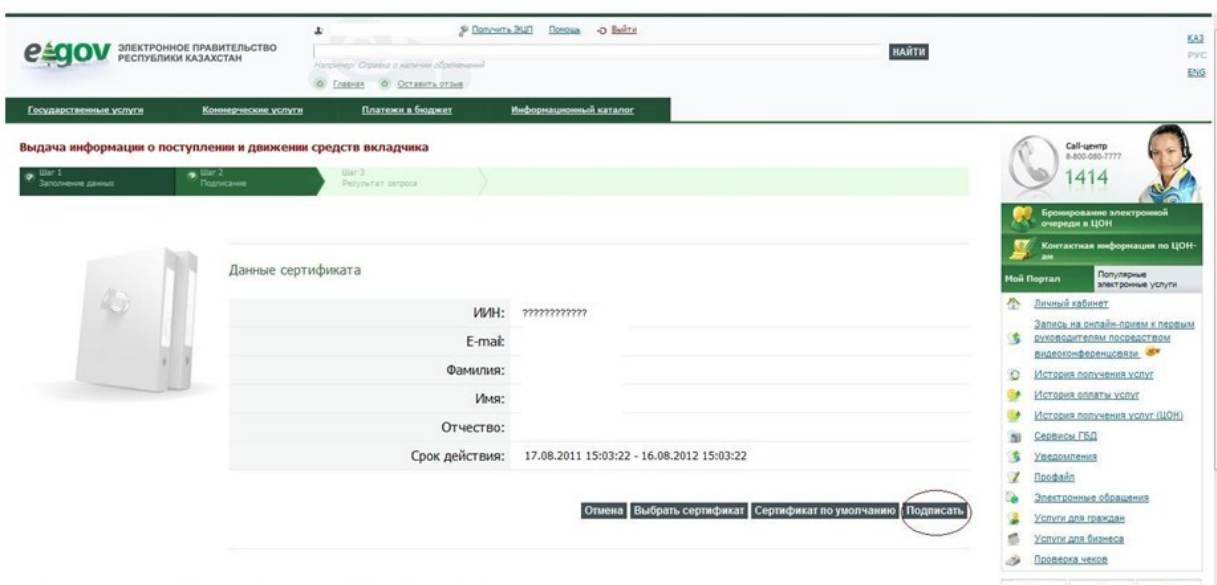 Получить ЭЦП Помощь Выйти
КАЗ
РУС
ENG
e-gov ЭЛЕКТРОННОЕ ПРАВИТЕЛЬСТВО
РЕСПУБЛИКИ КАЗАХСТАН
НАЙТИ
Например: Справка о наличии обременений
Главная Оставить отзыв
Государственные услуги Коммерческие услуги Платежи в бюджет Информационный каталог
Выдача информации о поступлении и движении средств вкладчика
Шаг 1
Заполнение данных
Шаг 2
Подписание
Шаг 3
Результат запроса
Данные сертификата
ИИН: ????????????
E-mail:
Фамилия:
Имя:
Отчество:
Срок действия: 17.08.2011 15:03:22 - 16.08.2012 15:03:22
Отмена Выбрать сертификат Сертификат по умолчанию Подписать
Call-центр
8-800-080-7777
1414
Бронирование электронной
очереди в ЦОН
Контактная информация по ЦОН-
ам
Мой Портал
Популярные
электронные услуги
Личный кабинет
Запись на онлайн-прием к первым
руководителям посредством
видеоконференцсвязи
История получения услуг
История оплаты услуг
История получения услуг (ЦОН)
Сервисы ГБД
Уведомления
Профайл
Электронные обращения
Услуги для граждан
Услуги для бизнеса
Проверка чеков